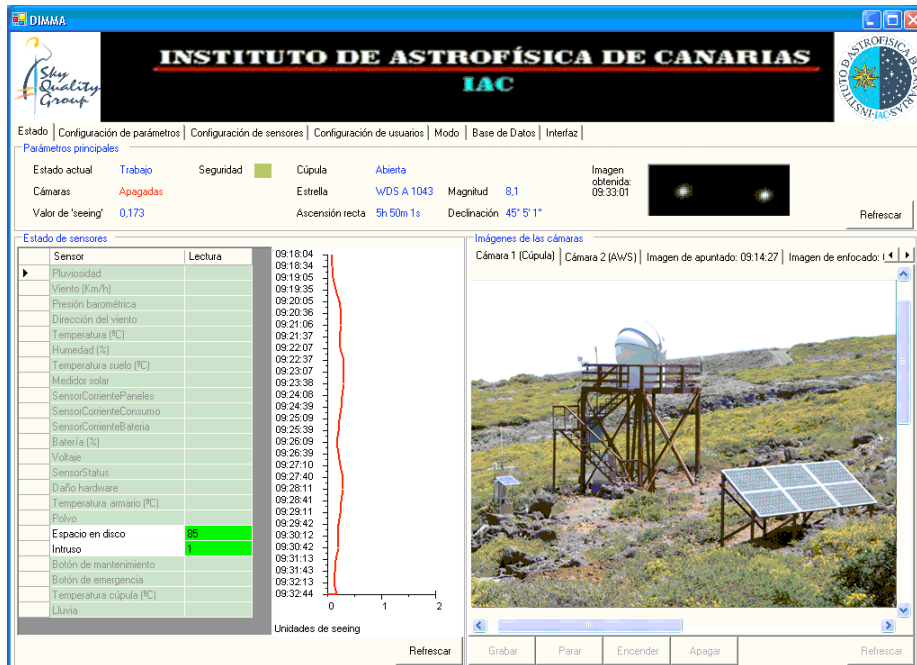 DIMMA
Sky
Quality
Group
INSTITUTO DE ASTROFÍSICA DE CANARIAS
IAC
INSTITUTO D ASTROFISICA D CANARIAS ·IAC·
Estado Configuración de parámetros Configuración de sensores Configuración de usuarios Modo Base de Datos Interfaz
Parámetros principales
Estado actual Trabajo Seguridad Cúpula Abierta Imagen obtenida: 09:33:01
Cámaras Apagadas Estrella WDS A 1043 Magnitud 8,1
Valor de 'seeing' 0,173 Ascensión recta 5h 50m 1s Declinación 45° 5' 1"
Refrescar
Estado de sensores
Sensor Lectura
Pluviosidad
Viento (Km/h)
Presión barométrica
Dirección del viento
Temperatura (ºC)
Humedad (%)
Temperatura suelo (ºC)
Medidor solar
SensorCorrientePaneles
SensorCorrienteConsumo
SensorCorrienteBateria
Batería (%)
Voltaje
SensorStatus
Daño hardware
Temperatura armario (ºC)
Polvo
Espacio en disco 85
Intruso 1
Botón de mantenimiento
Botón de emergencia
Temperatura cúpula (ºC)
Lluvia
09:18:04
09:18:34
09:19:05
09:19:35
09:20:05
09:20:36
09:21:06
09:21:37
09:22:07
09:22:37
09:23:07
09:23:38
09:24:08
09:24:39
09:25:09
09:25:39
09:26:09
09:26:39
09:27:10
09:27:40
09:28:11
09:28:41
09:29:11
09:29:42
09:30:12
09:30:42
09:31:13
09:31:43
09:32:13
09:32:44
0 1 2
Unidades de seeing
Refrescar
Imágenes de las cámaras
Cámara 1 (Cúpula) Cámara 2 (AWS) Imagen de apuntado: 09:14:27 Imagen de enfocado:
Grabar Parar Encender Apagar Refrescar